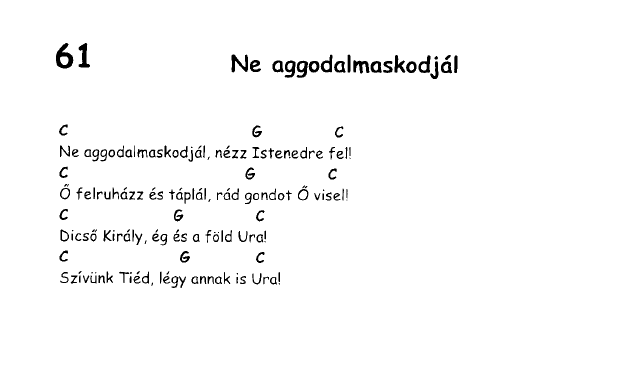 61
Ne aggodalmaskodjál
C G C
Ne aggodalmaskodjál, nézz Istenedre fel!
C G C
Ő felruházz és táplál, rád gondot Ő visel!
C G C
Dicső Király, ég és a föld Ura!
C G C
Szívünk Tiéd, légy annak is Ura!